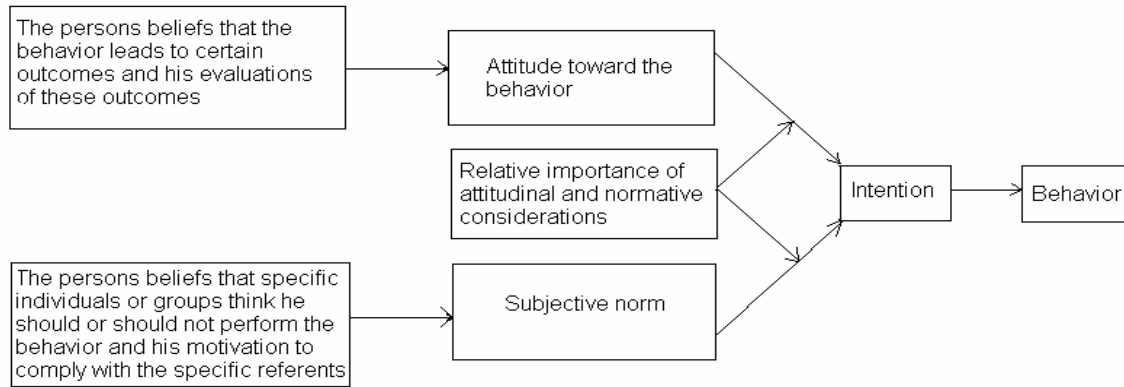 The persons beliefs that the
behavior leads to certain
outcomes and his evaluations
of these outcomes
Attitude toward the
behavior
Relative importance of
attitudinal and normative
considerations
Intention
Behavior
The persons beliefs that specific
individuals or groups think he
should or should not perform the
behavior and his motivation to
comply with the specific referents
Subjective norm